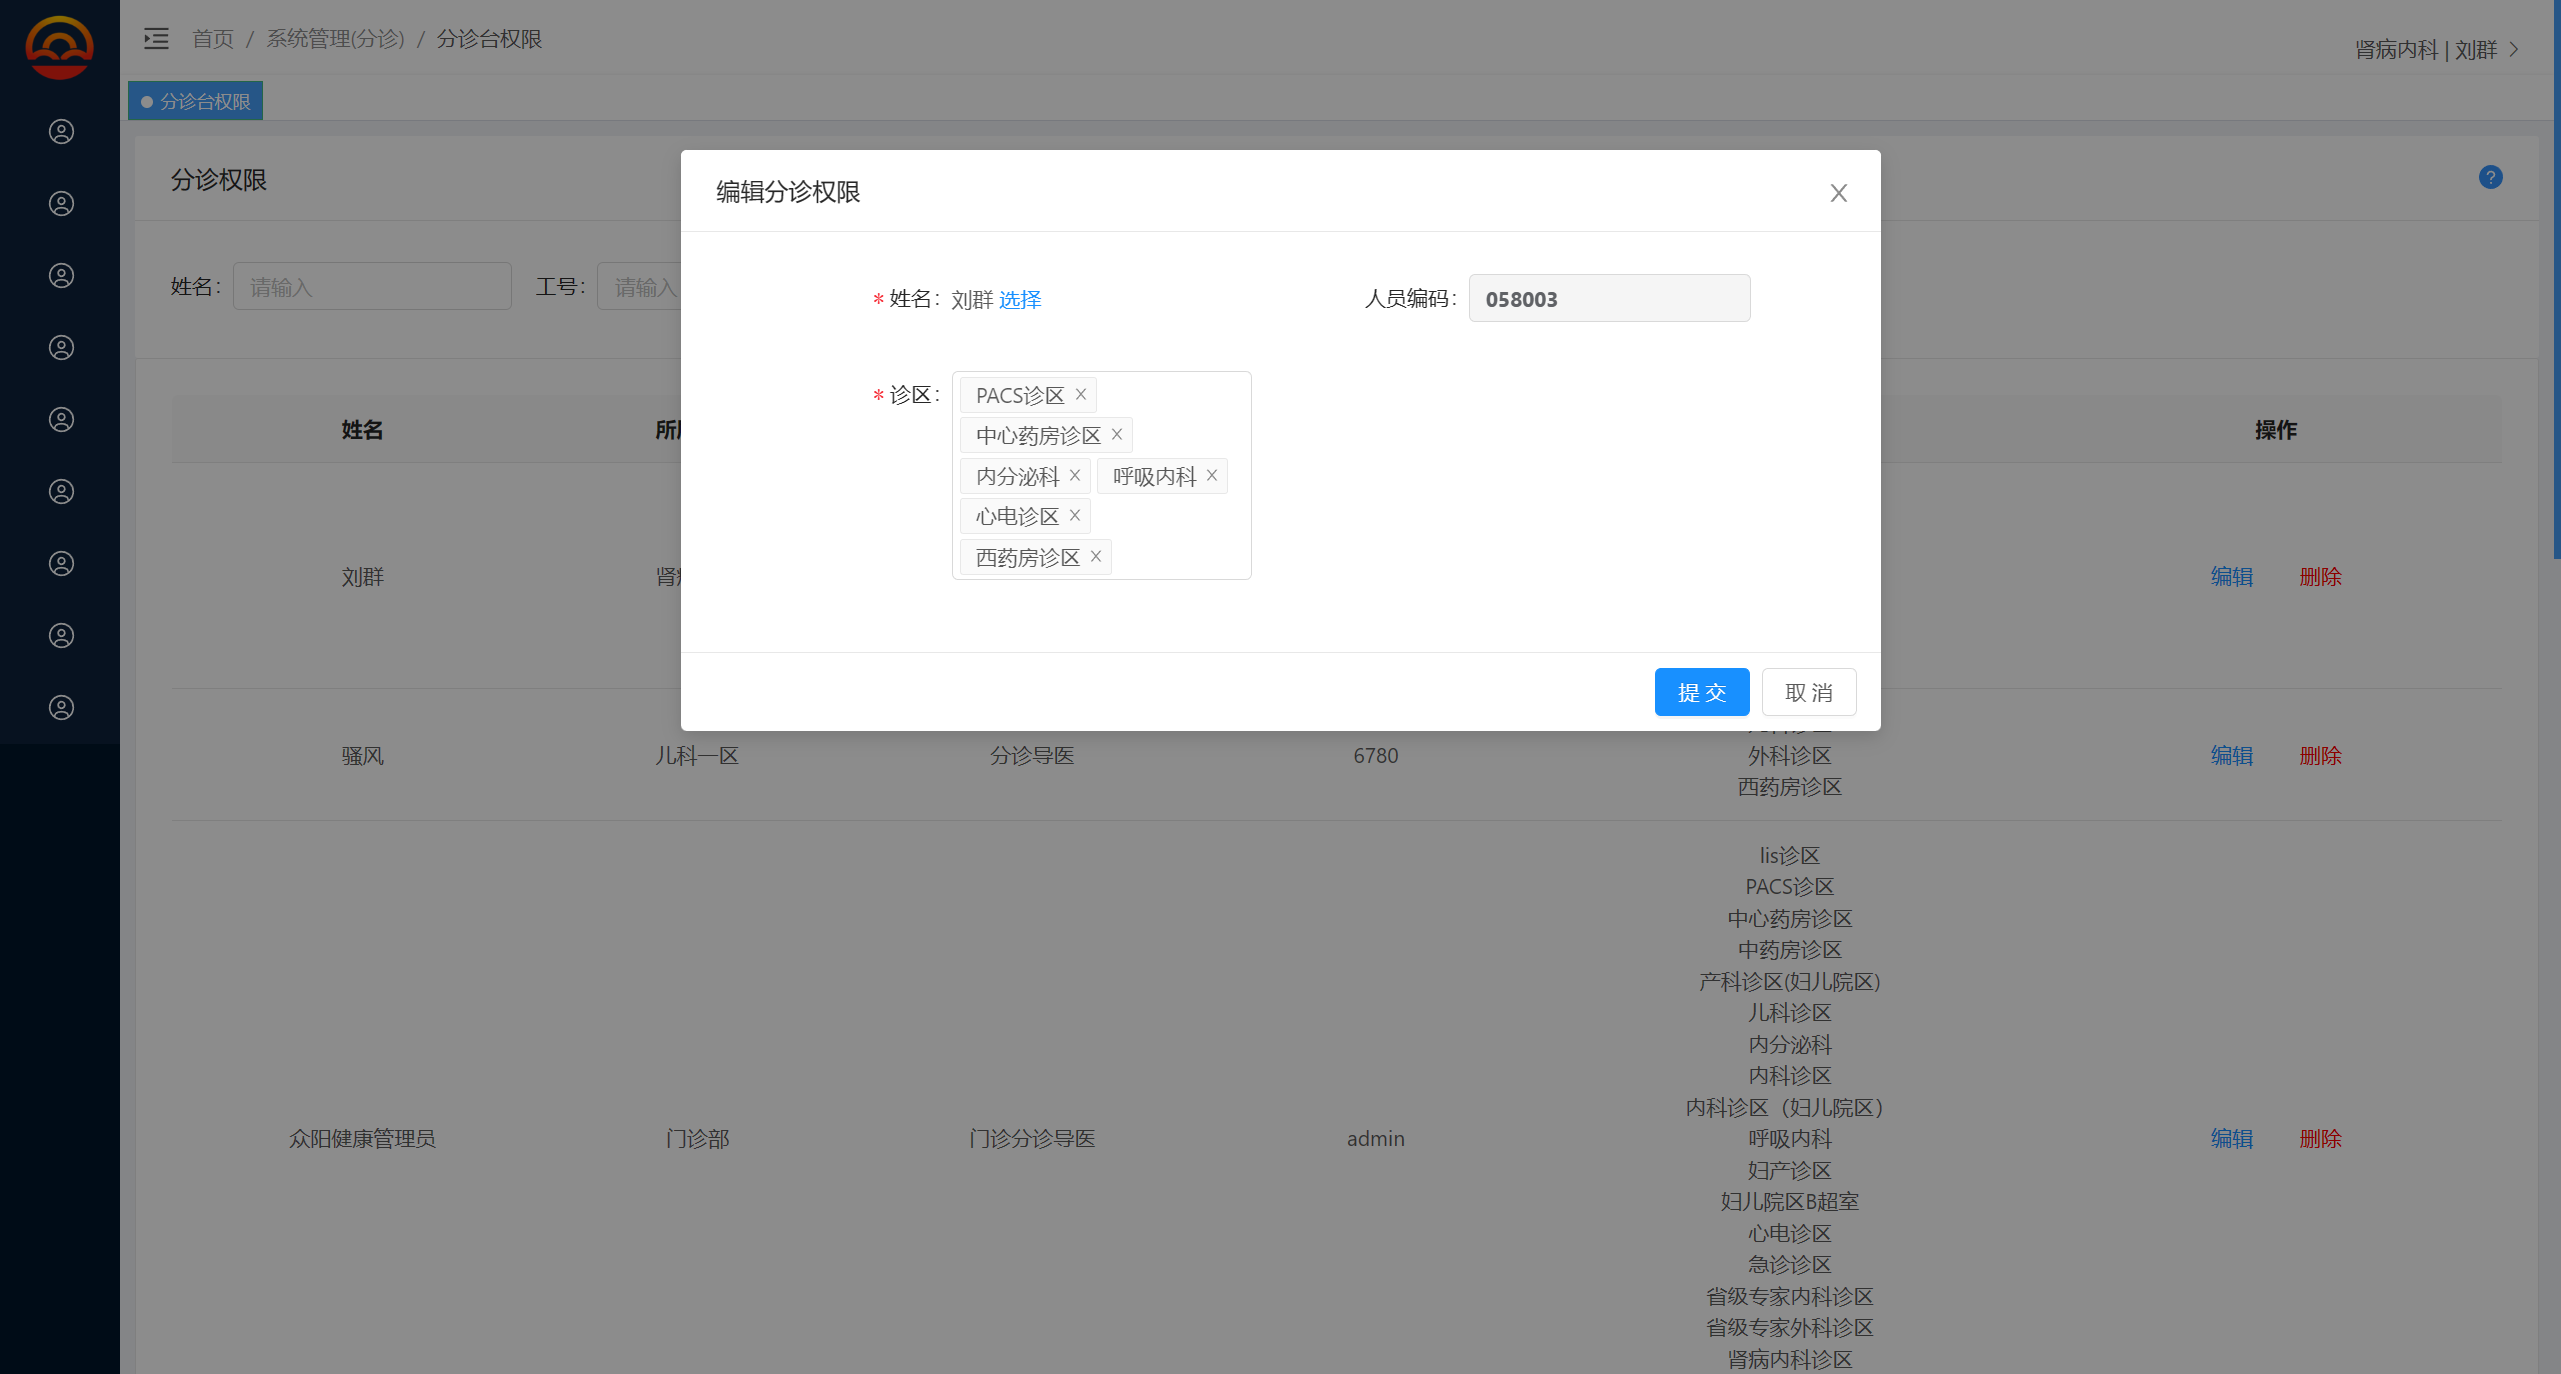 首页 / 系统管理(分诊) / 分诊台权限
肾病内科 | 刘群
分诊台权限
分诊权限
?
姓名: 请输入 工号: 请输入
编辑分诊权限
* 姓名: 刘群 选择 人员编码: 058003
* 诊区: PACS诊区
中心药房诊区
内分泌科 呼吸内科
心电诊区
西药房诊区
提 交 取 消
姓名 操作
刘群 编辑 删除
骚风 儿科一区 分诊导医 6780 编辑 删除
外科诊区
西药房诊区
众阳健康管理员 门诊部 门诊分诊导医 admin 编辑 删除
lis诊区
PACS诊区
中心药房诊区
中药房诊区
产科诊区(妇儿院区)
儿科诊区
内分泌科
内科诊区
内科诊区（妇儿院区）
呼吸内科
妇产诊区
妇儿院区B超室
心电诊区
急诊诊区
省级专家内科诊区
省级专家外科诊区
肾病内科诊区